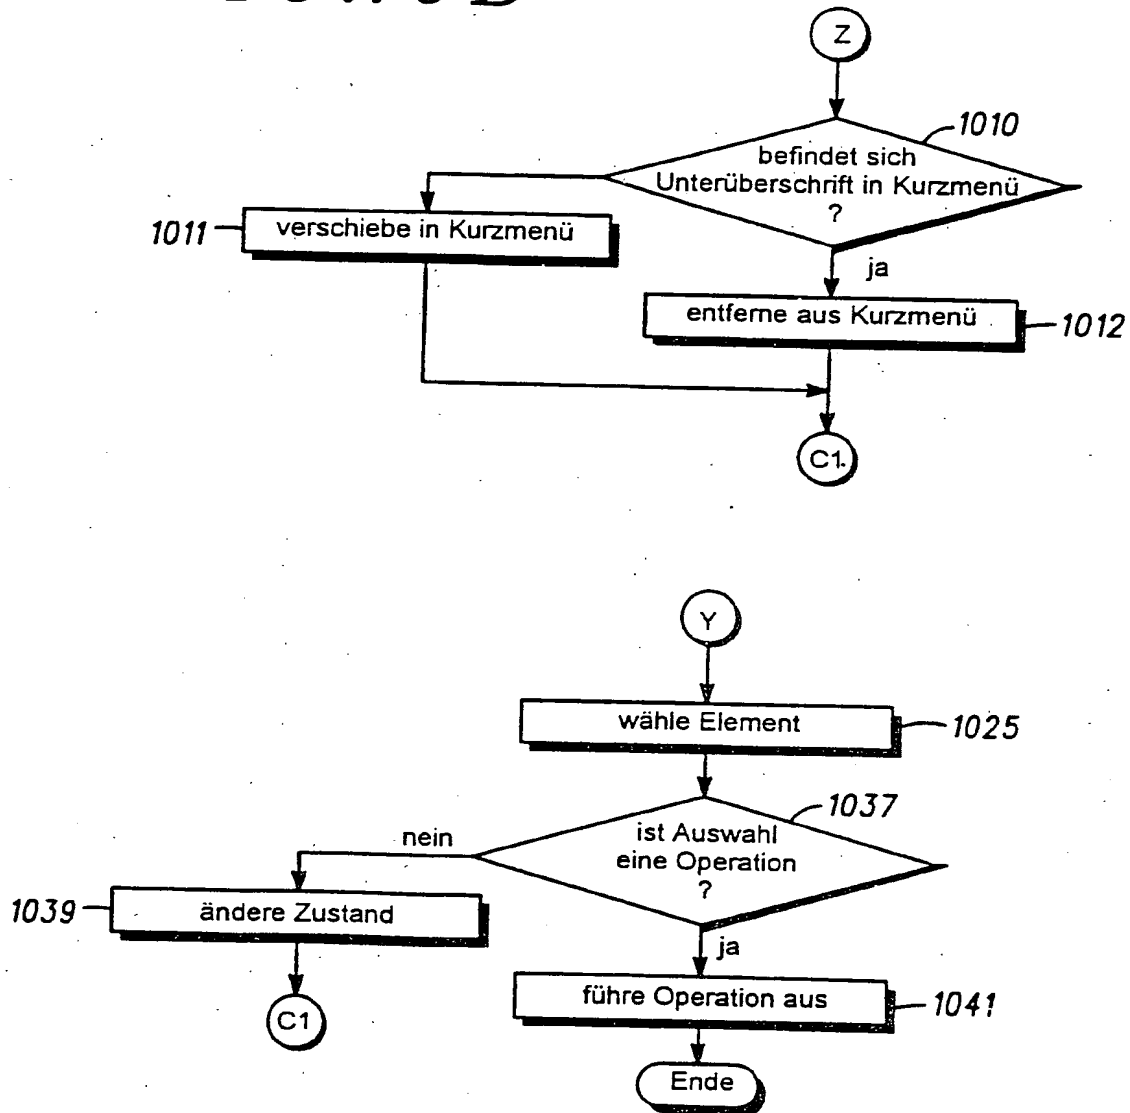 Z
1010
befindet sich
Unterüberschrift in Kurzmenü
?
1011
verschiebe in Kurzmenü
ja
entferne aus Kurzmenü
1012
C1.
Y
wähle Element
1025
1037
nein
ist Auswahl
eine Operation
?
1039
ändere Zustand
ja
C1
führe Operation aus
1041
Ende